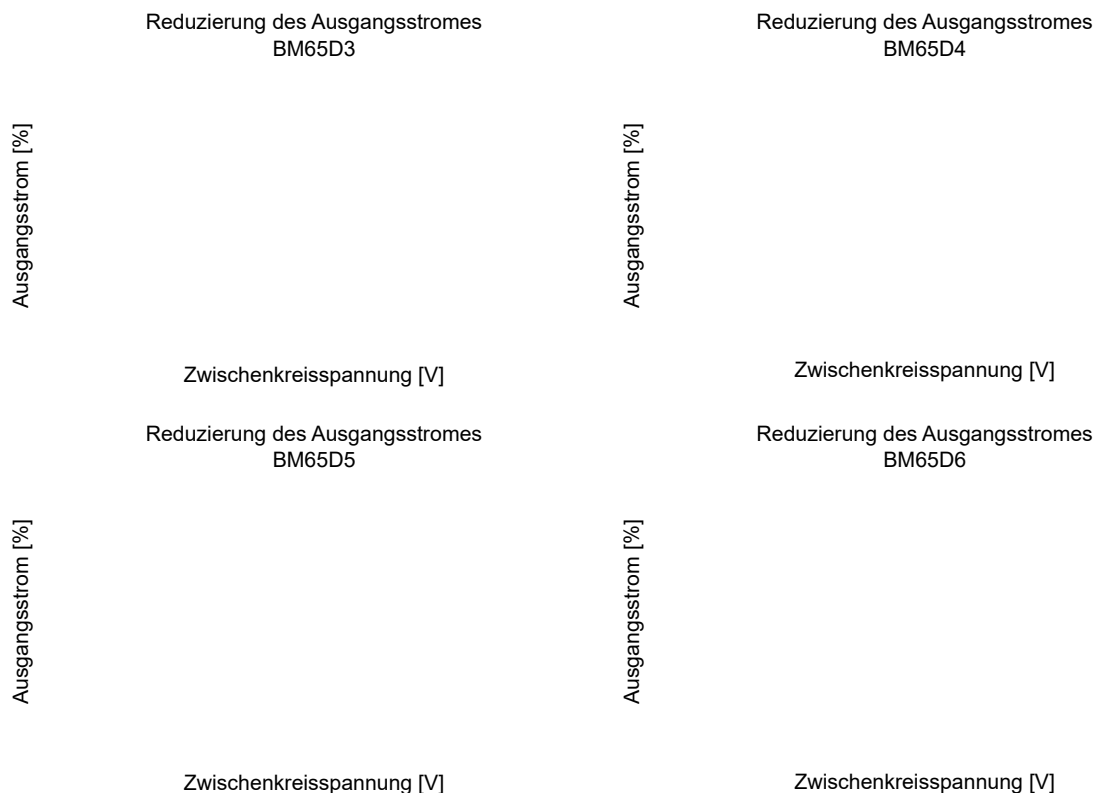 Reduzierung des Ausgangsstromes
BM65D3
Ausgangsstrom [%]
Zwischenkreisspannung [V]
Reduzierung des Ausgangsstromes
BM65D4
Ausgangsstrom [%]
Zwischenkreisspannung [V]
Reduzierung des Ausgangsstromes
BM65D5
Ausgangsstrom [%]
Zwischenkreisspannung [V]
Reduzierung des Ausgangsstromes
BM65D6
Ausgangsstrom [%]
Zwischenkreisspannung [V]